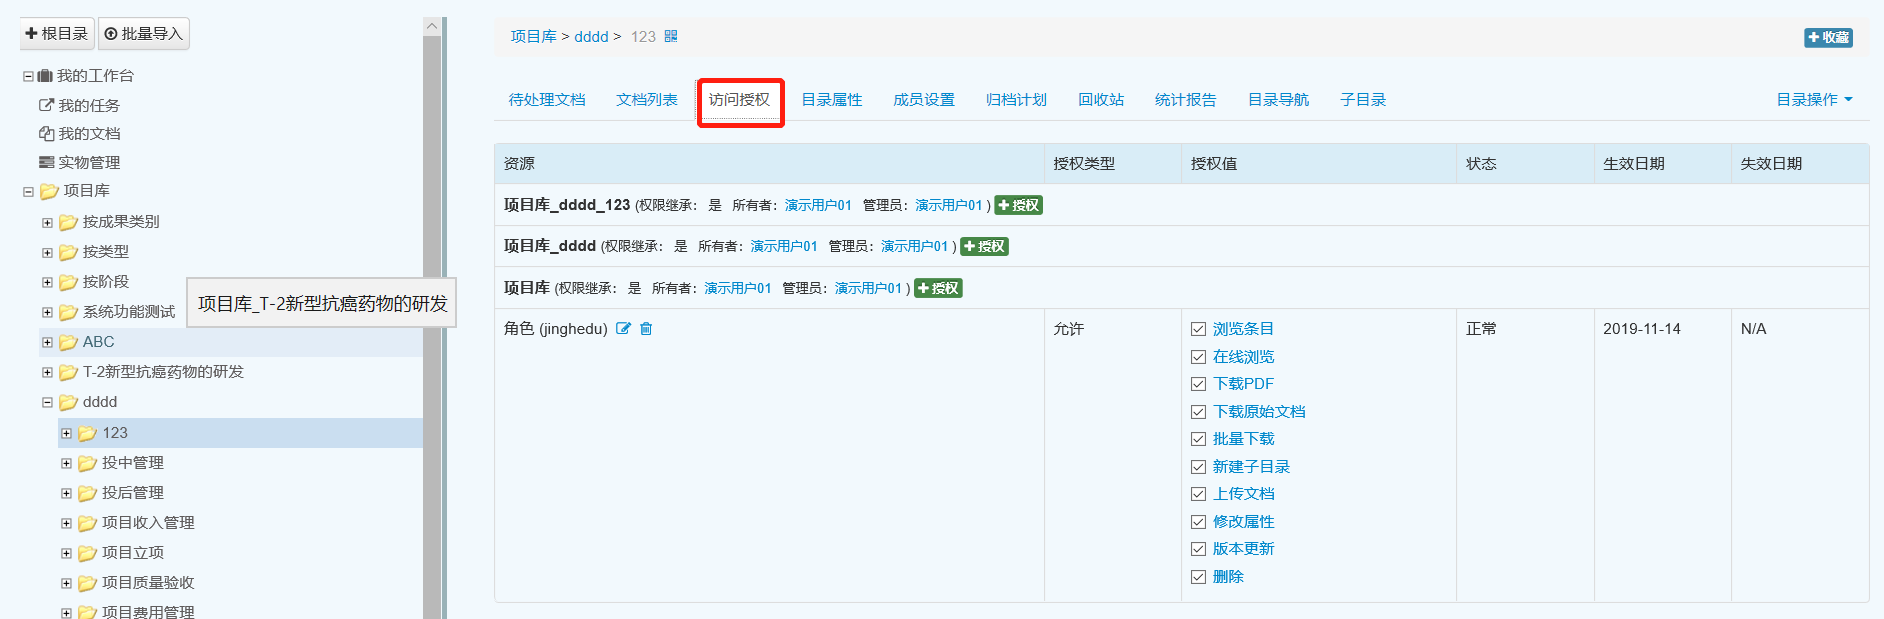 根目录 批量导入
我的工作台
我的任务
我的文档
实物管理
项目库
按成果类别
按类型
按阶段
系统功能测试
项目库_T-2新型抗癌药物的研发
ABC
T-2新型抗癌药物的研发
dddd
123
投中管理
投后管理
项目收入管理
项目立项
项目质量验收
项目费用管理
项目库 > dddd > 123
收藏
待处理文档 文档列表 访问授权 目录属性 成员设置 归档计划 回收站 统计报告 目录导航 子目录 目录操作
资源 授权类型 授权值 状态 生效日期 失效日期
项目库_dddd_123 (权限继承： 是 所有者：演示用户01 管理员：演示用户01 ) 授权
项目库_dddd (权限继承： 是 所有者：演示用户01 管理员：演示用户01 ) 授权
项目库 (权限继承： 是 所有者：演示用户01 管理员：演示用户01 ) 授权
角色 (jinghedu) 允许 浏览条目 正常 2019-11-14 N/A
在线浏览
下载PDF
下载原始文档
批量下载
新建子目录
上传文档
修改属性
版本更新
删除